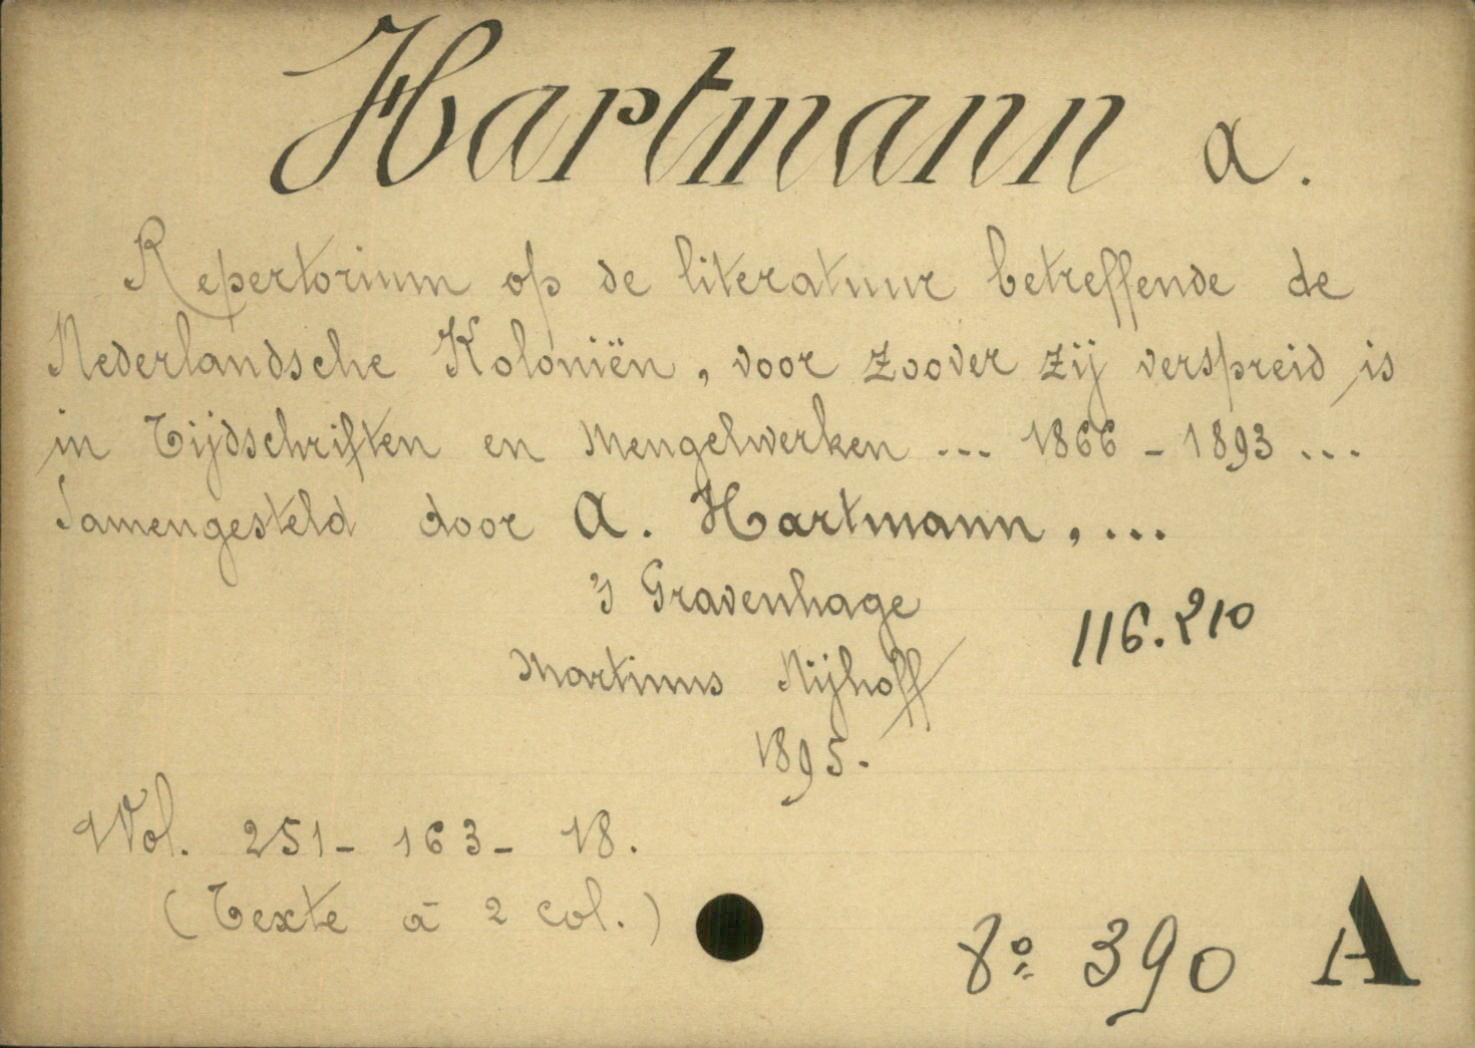 Hartmann A.
Repertorium op de literatuur betreffende de
Nederlandsche Koloniën, voor zoover zij verspreid is
in Tijdschriften en Mengelwerken ... 1866 - 1893 ...
Samengesteld door A. Hartmann, ...
's Gravenhage
116.210
Martinus Nijhoff
1895.
Vol. 251 - 163 - 18.
(Texte à 2 col.)
8º 390 A